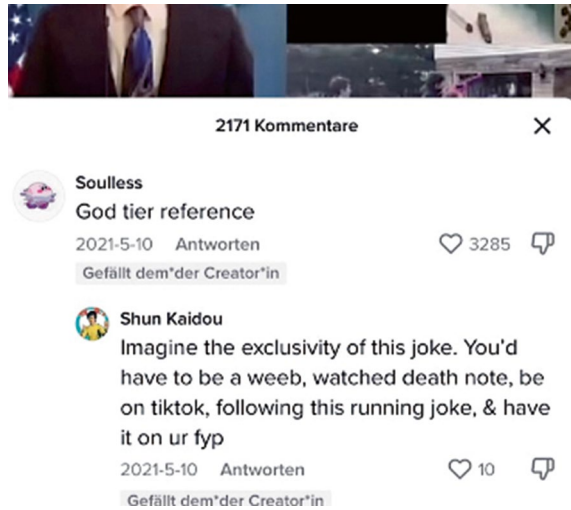 2171 Kommentare
Soulless
God tier reference
2021-5-10 Antworten
3285
Gefällt dem*der Creator*in
Shun Kaidou
Imagine the exclusivity of this joke. You'd
have to be a weeb, watched death note, be
on tiktok, following this running joke, & have
it on ur fyp
2021-5-10 Antworten
10
Gefällt dem*der Creator*in